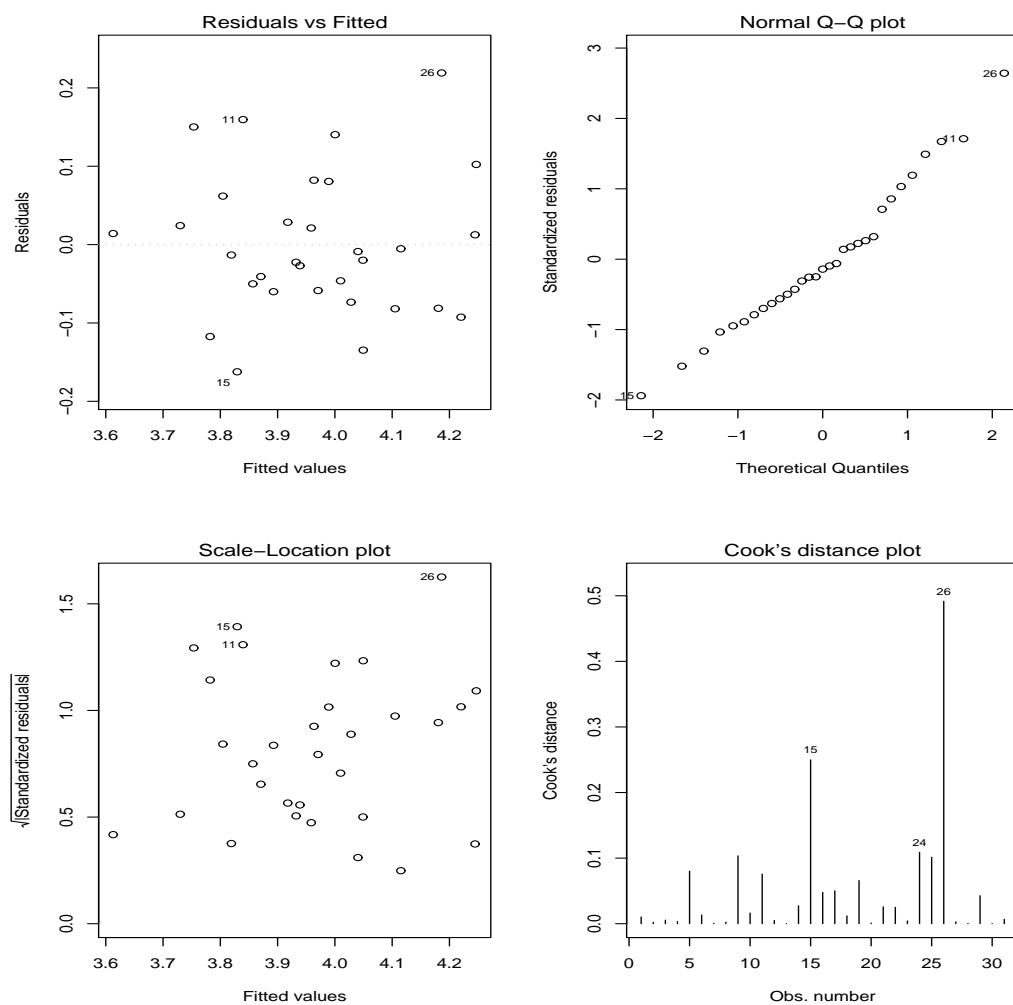 Residuals vs Fitted
26
11
15
0.2
0.1
0.0
−0.1
−0.2
Residuals
3.6 3.7 3.8 3.9 4.0 4.1 4.2
Fitted values
Normal Q−Q plot
26
11
15
3
2
1
0
−1
−2
Standardized residuals
−2 −1 0 1 2
Theoretical Quantiles
Scale−Location plot
26
15
11
1.5
1.0
0.5
0.0
√|Standardized residuals|
3.6 3.7 3.8 3.9 4.0 4.1 4.2
Fitted values
Cook's distance plot
26
15
24
0.5
0.4
0.3
0.2
0.1
0.0
Cook's distance
0 5 10 15 20 25 30
Obs. number